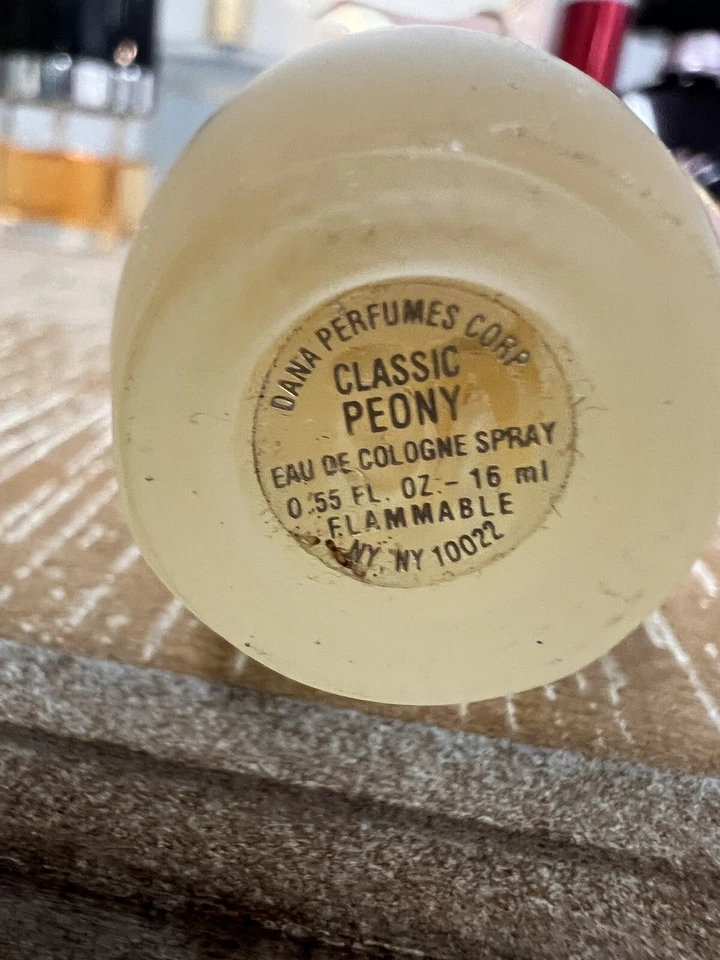 DANA PERFUMES CORP
CLASSIC
PEONY
EAU DE COLOGNE SPRAY
0.55 FL. OZ.- 16 ml
FLAMMABLE
NY, NY 10022